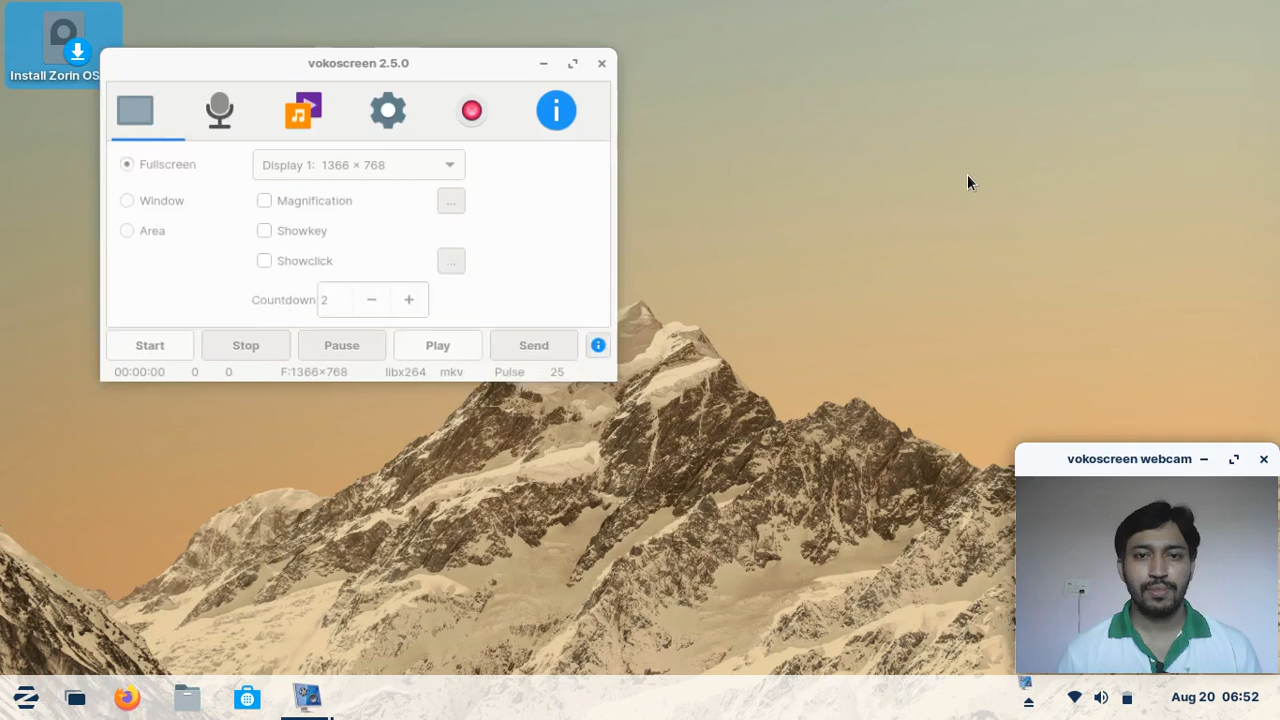 Install Zorin OS
vokoscreen 2.5.0
Fullscreen
Display 1: 1366 × 768
Window
Magnification
...
Area
Showkey
Showclick
...
Countdown 2
Start
Stop
Pause
Play
Send
00:00:00
0
0
F:1366×768
libx264
mkv
Pulse
25
vokoscreen webcam
Aug 20 06:52